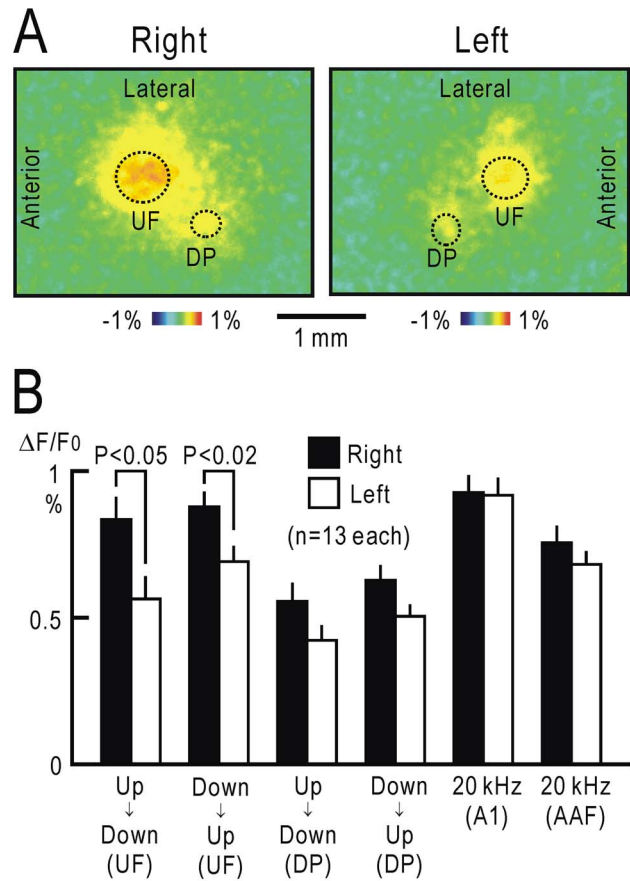 A
Right
Left
Lateral
Anterior
UF
DP
Lateral
Anterior
UF
DP
-1% 1%
1 mm
-1% 1%
B
ΔF/F0
1
%
0.5
0
P<0.05
P<0.02
Right
Left
(n=13 each)
Up
↓
Down
(UF)
Down
↓
Up
(UF)
Up
↓
Down
(DP)
Down
↓
Up
(DP)
20 kHz
(A1)
20 kHz
(AAF)